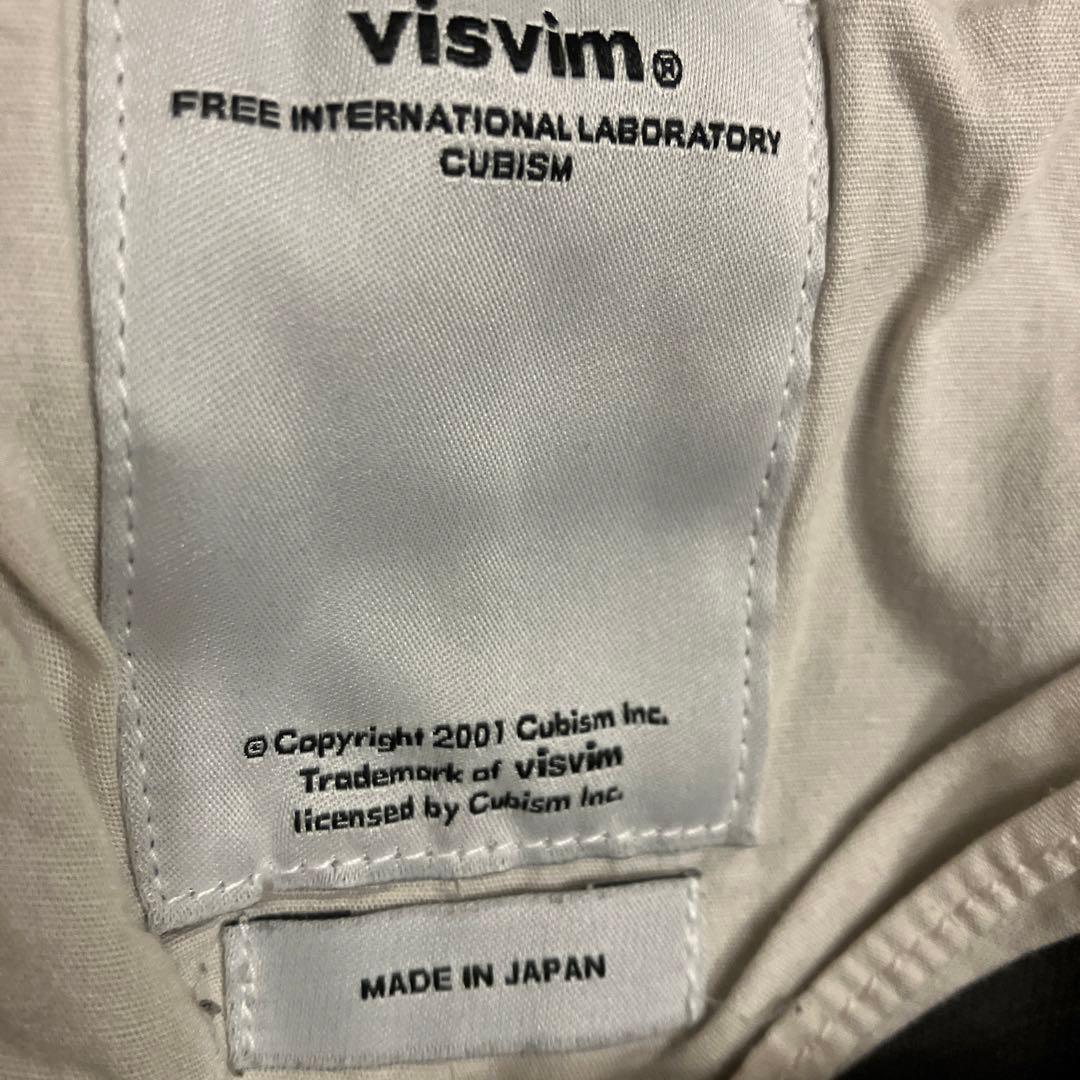 visvim®
FREE INTERNATIONAL LABORATORY
CUBISM
© Copyright 2001 Cubism Inc.
Trademark of visvim
licensed by Cubism Inc.
MADE IN JAPAN